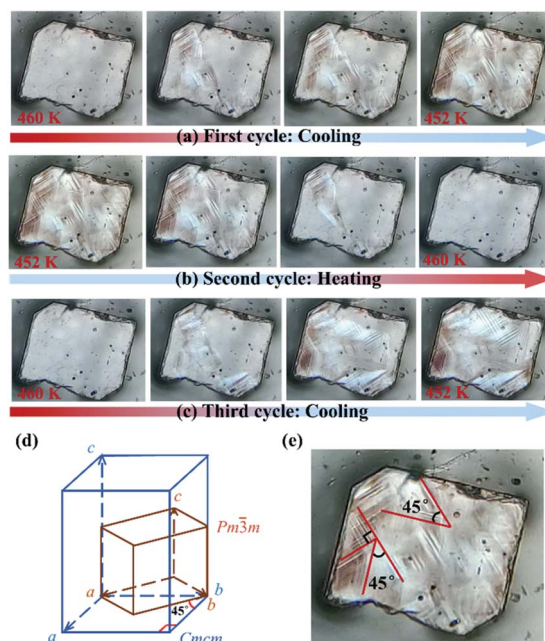 460 K
452 K
(a) First cycle: Cooling
452 K
460 K
(b) Second cycle: Heating
460 K
452 K
(c) Third cycle: Cooling
(d)
(e)
c
c
Pm3̅m
a
b
b
45°
a
Cmcm
45°
45°